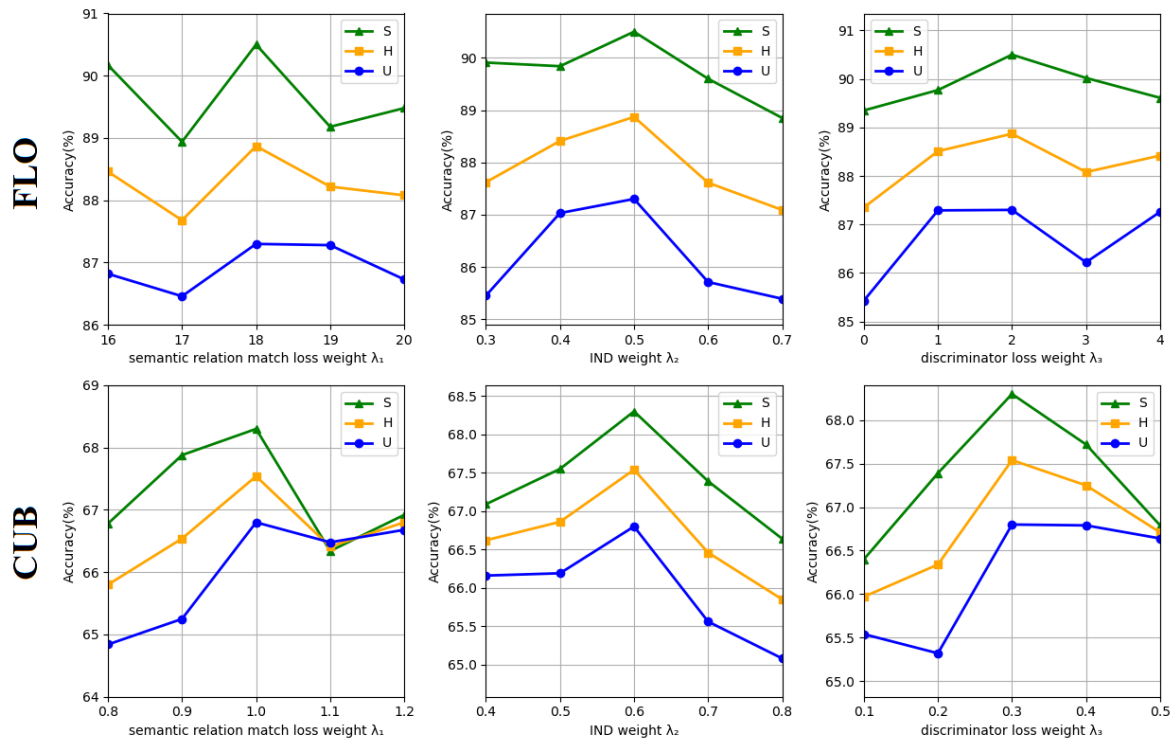 FLO
91
90
89
88
87
86
Accuracy(%)
S
H
U
16 17 18 19 20
semantic relation match loss weight λ₁
90
89
88
87
86
85
Accuracy(%)
S
H
U
0.3 0.4 0.5 0.6 0.7
IND weight λ₂
91
90
89
88
87
86
85
Accuracy(%)
S
H
U
0 1 2 3 4
discriminator loss weight λ₃
CUB
69
68
67
66
65
64
Accuracy(%)
S
H
U
0.8 0.9 1.0 1.1 1.2
semantic relation match loss weight λ₁
68.5
68.0
67.5
67.0
66.5
66.0
65.5
65.0
Accuracy(%)
S
H
U
0.4 0.5 0.6 0.7 0.8
IND weight λ₂
68.0
67.5
67.0
66.5
66.0
65.5
65.0
Accuracy(%)
S
H
U
0.1 0.2 0.3 0.4 0.5
discriminator loss weight λ₃